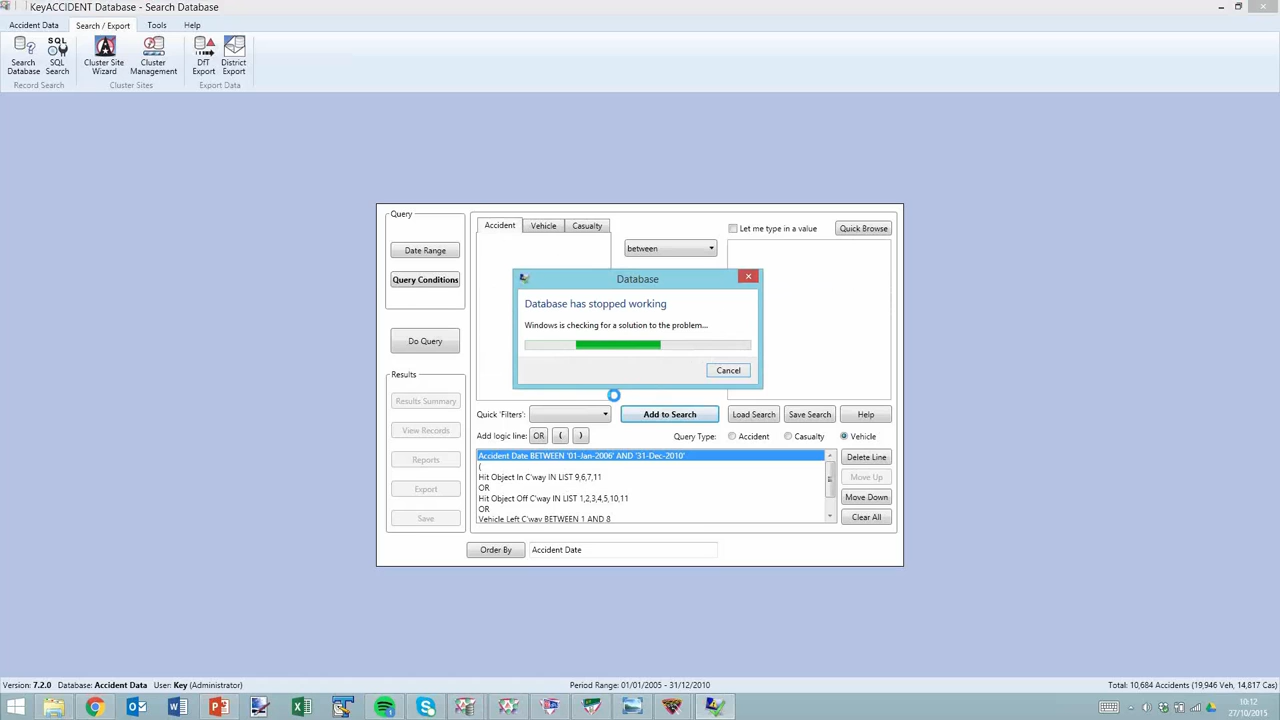 KeyACCIDENT Database - Search Database
Accident Data
Search / Export
Tools
Help
Search Database
SQL Search
Cluster Site Wizard
Cluster Management
DfT Export
District Export
Record Search
Cluster Sites
Export Data
Query
Accident
Vehicle
Casualty
Let me type in a value
Quick Browse
Date Range
between
Query Conditions
Database
Database has stopped working
Windows is checking for a solution to the problem...
Cancel
Do Query
Results
Results Summary
Quick 'Filters':
Add to Search
Load Search
Save Search
Help
View Records
Add logic line:
OR
(
)
Query Type:
Accident
Casualty
Vehicle
Reports
Accident Date BETWEEN '01-Jan-2006' AND '31-Dec-2010'
(
Hit Object In C'way IN LIST 9,6,7,11
OR
Hit Object Off C'way IN LIST 1,2,3,4,5,10,11
OR
Vehicle Left C'way BETWEEN 1 AND 8
Delete Line
Move Up
Move Down
Clear All
Export
Save
Order By
Accident Date
Version: 7.2.0 Database: Accident Data User: Key (Administrator)
Period Range: 01/01/2005 - 31/12/2010
Total: 10,684 Accidents (19,946 Veh, 14,817 Cas)
10:12
27/10/2015